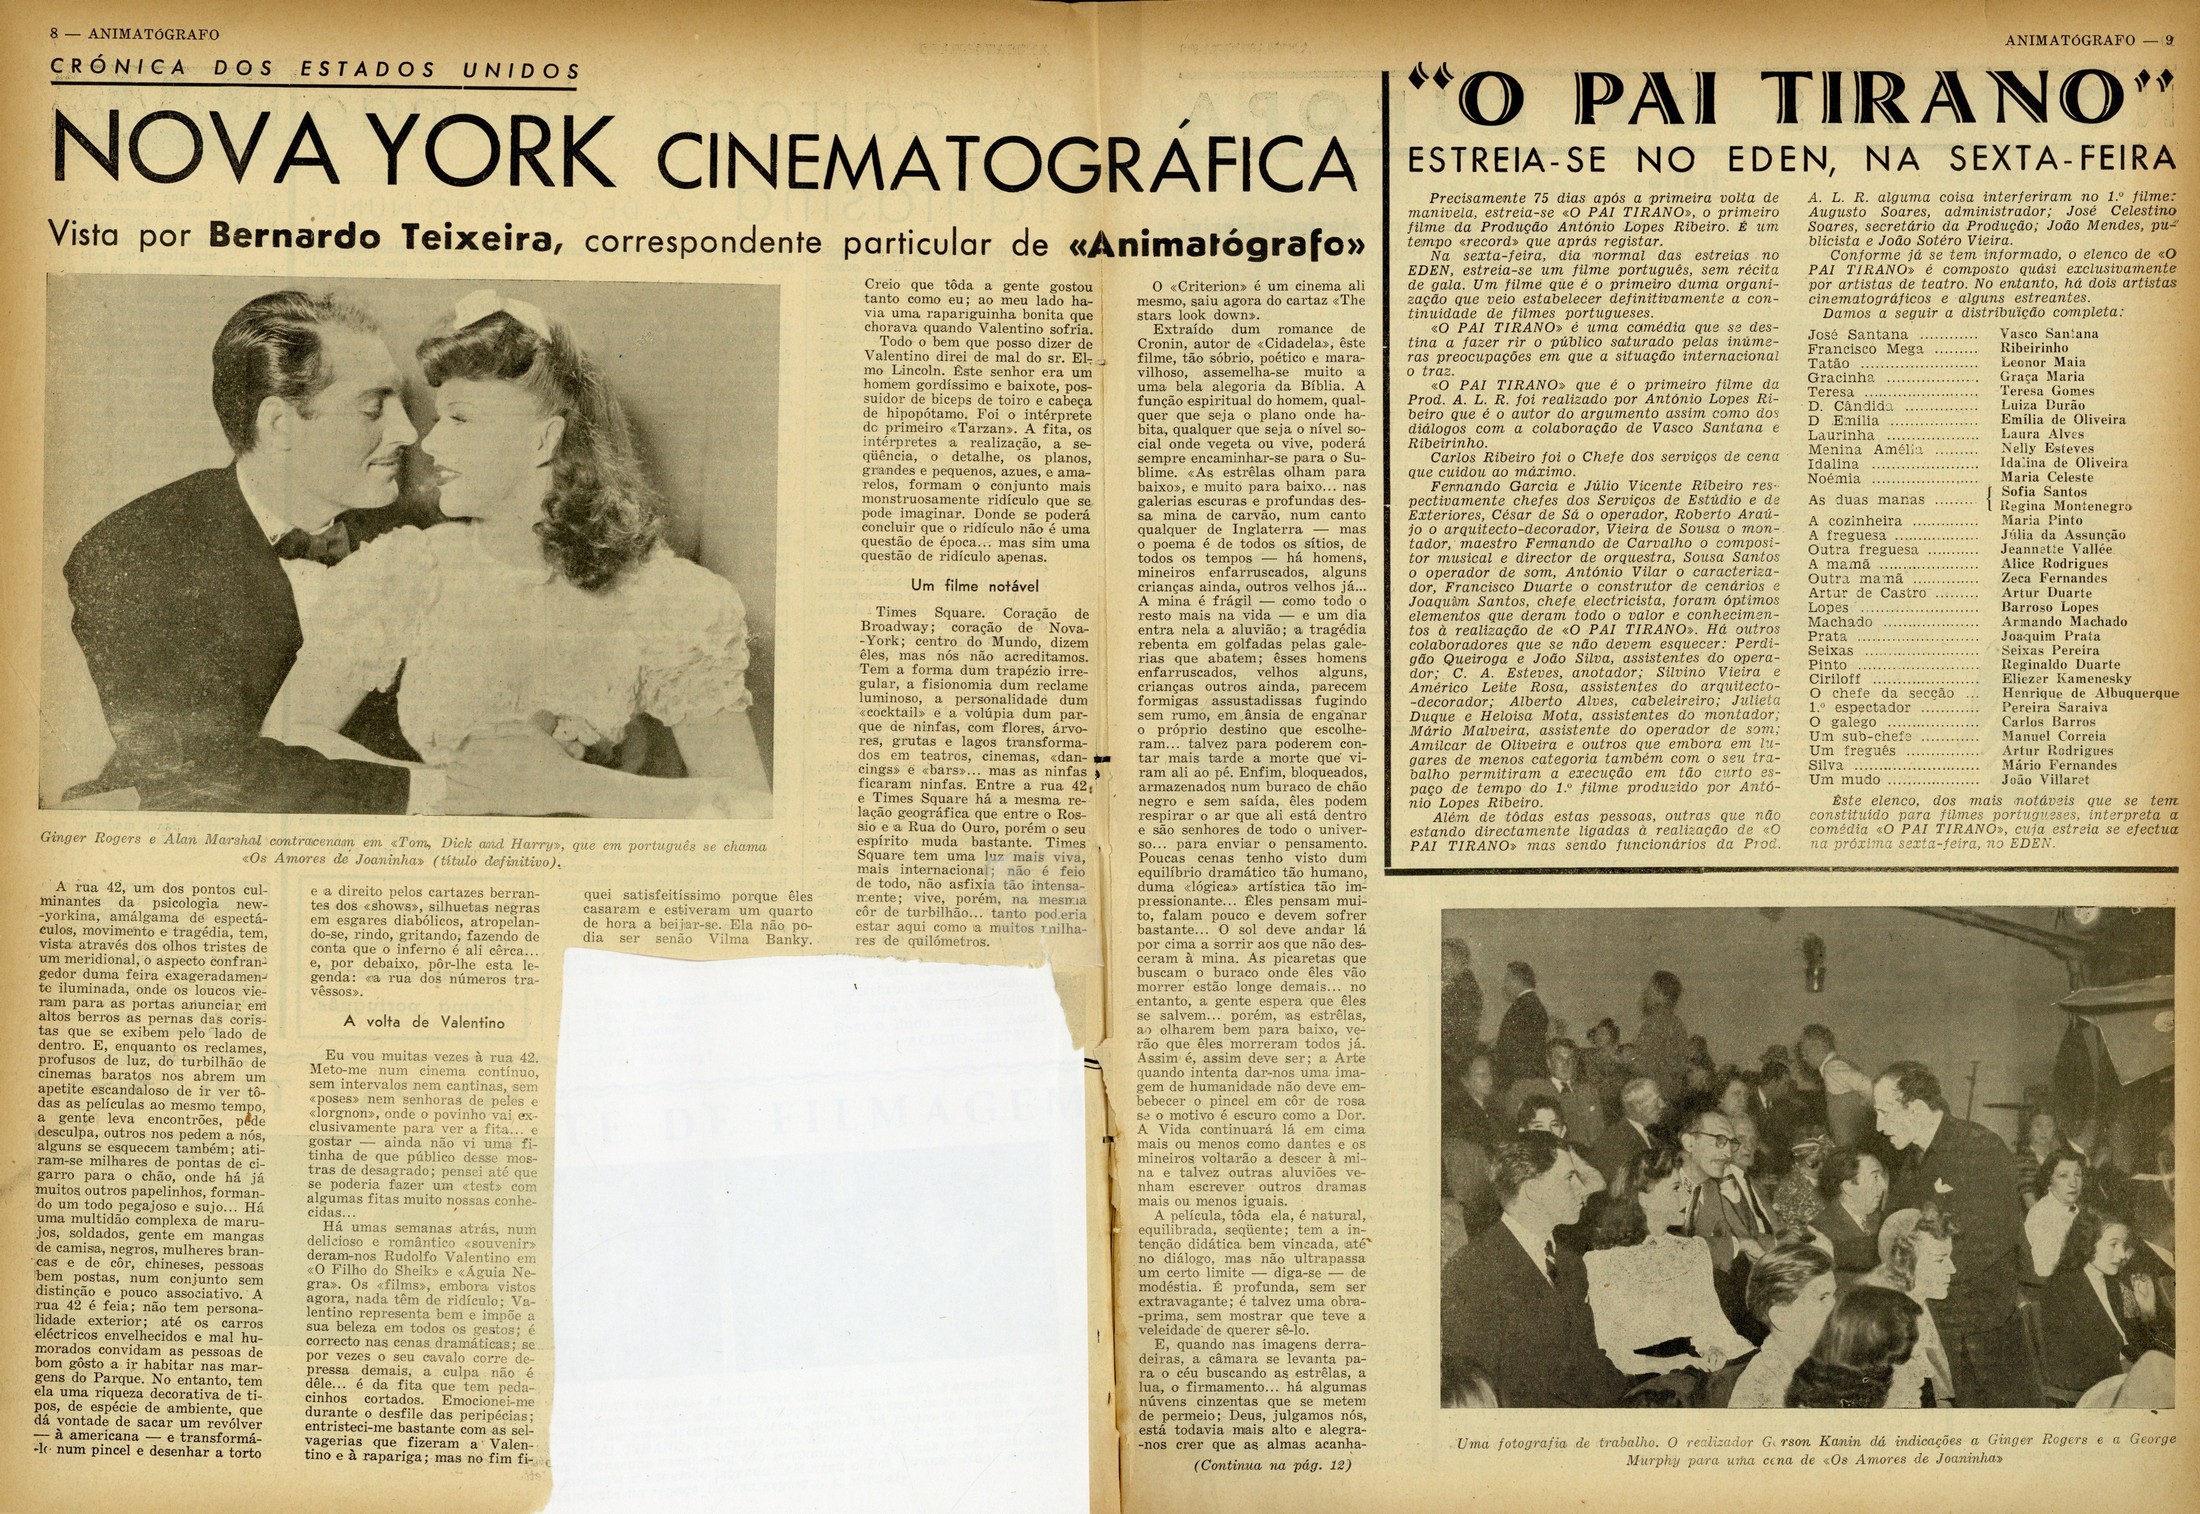 8 — ANIMATÓGRAFO
CRÓNICA DOS ESTADOS UNIDOS
NOVA YORK CINEMATOGRÁFICA
Vista por Bernardo Teixeira, correspondente particular de «Animatógrafo»
Ginger Rogers e Alan Marshal contracenam em «Tom, Dick and Harry», que em português se chama
«Os Amores de Joaninha» (título definitivo).
A rua 42, um dos pontos cul-
minantes da psicologia new-
-yorkina, amálgama de espectá-
culos, movimento e tragédia, tem,
vista através dos olhos tristes de
um meridional, o aspecto confran-
gedor duma feira exageradamen-
te iluminada, onde os loucos vie-
ram para as portas anunciar em
altos berros as pernas das coris-
tas que se exibem pelo lado de
dentro. E, enquanto os reclames,
profusos de luz, do turbilhão de
cinemas baratos nos abrem um
apetite escandaloso de ir ver tô-
das as películas ao mesmo tempo,
a gente leva encontrões, pede
desculpa, outros nos pedem a nós,
alguns se esquecem também; ati-
ram-se milhares de pontas de ci-
garro para o chão, onde há já
muitos outros papelinhos, forman-
do um todo pegajoso e sujo... Há
uma multidão complexa de maru-
jos, soldados, gente em mangas
de camisa, negros, mulheres bran-
cas e de côr, chineses, pessoas
bem postas, num conjunto sem
distinção e pouco associativo. A
rua 42 é feia; não tem persona-
lidade exterior; até os carros
eléctricos envelhecidos e mal hu-
morados convidam as pessoas de
bom gôsto a ir habitar nas mar-
gens do Parque. No entanto, tem
ela uma riqueza decorativa de ti-
pos, de espécie de ambiente, que
dá vontade de sacar um revólver
— à americana — e transformá-
-lo num pincel e desenhar a torto
e a direito pelos cartazes berran-
tes dos «shows», silhuetas negras
em esgares diabólicos, atropelan-
do-se, rindo, gritando, fazendo de
conta que o inferno é ali cêrca...
e, por debaixo, pôr-lhe esta le-
genda: «a rua dos números tra-
vêssos».
A volta de Valentino
Eu vou muitas vezes à rua 42.
Meto-me num cinema contínuo,
sem intervalos nem cantinas, sem
«poses» nem senhoras de peles e
«lorgnon», onde o povinho vai ex-
clusivamente para ver a fita... e
gostar — ainda não vi uma fi-
tinha de que público desse mos-
tras de desagrado; pensei até que
se poderia fazer um «test» com
algumas fitas muito nossas conhe-
cidas...
Há umas semanas atrás, num
delicioso e romântico «souvenir»
deram-nos Rudolfo Valentino em
«O Filho do Sheik» e «Águia Ne-
gra». Os «films», embora vistos
agora, nada têm de ridículo; Va-
lentino representa bem e impõe a
sua beleza em todos os gestos; é
correcto nas cenas dramáticas; se
por vezes o seu cavalo corre de-
pressa demais, a culpa não é
dêle... é da fita que tem peda-
cinhos cortados. Emocionei-me
durante o desfile das peripécias;
entristeci-me bastante com as sel-
vagerias que fizeram a Valen-
tino e à rapariga; mas no fim fi-
quei satisfeitíssimo porque êles
casaram e estiveram um quarto
de hora a beijar-se. Ela não po-
dia ser senão Vilma Banky.
Creio que tôda a gente gostou
tanto como eu; ao meu lado ha-
via uma rapariguinha bonita que
chorava quando Valentino sofria.
Todo o bem que posso dizer de
Valentino direi de mal do sr. El-
mo Lincoln. Êste senhor era um
homem gordíssimo e baixote, pos-
suidor de biceps de toiro e cabeça
de hipopótamo. Foi o intérprete
do primeiro «Tarzan». A fita, os
intérpretes a realização, a se-
qüência, o detalhe, os planos,
grandes e pequenos, azues, e ama-
relos, formam o conjunto mais
monstruosamente ridículo que se
pode imaginar. Donde se poderá
concluir que o ridículo não é uma
questão de época... mas sim uma
questão de ridículo apenas.
Um filme notável
Times Square. Coração de
Broadway; coração de Nova-
-York; centro do Mundo, dizem
êles, mas nós não acreditamos.
Tem a forma dum trapézio irre-
gular, a fisionomia dum reclame
luminoso, a personalidade dum
«cocktail» e a volúpia dum par-
que de ninfas, com flores, árvo-
res, grutas e lagos transforma-
dos em teatros, cinemas, «dan-
cings» e «bars»... mas as ninfas
ficaram ninfas. Entre a rua 42,
e Times Square há a mesma re-
lação geográfica que entre o Ros-
sio e a Rua do Ouro, porém o seu
espírito muda bastante. Times
Square tem uma luz mais viva,
mais internacional; não é feio
de todo, não asfixia tão intensa-
mente; vive, porém, na mesma
côr de turbilhão... tanto poderia
estar aqui como a muitos milha-
res de quilómetros.
O «Criterion» é um cinema ali
mesmo, saiu agora do cartaz «The
stars look down».
Extraído dum romance de
Cronin, autor de «Cidadela», êste
filme, tão sóbrio, poético e mara-
vilhoso, assemelha-se muito a
uma bela alegoria da Bíblia. A
função espiritual do homem, qual-
quer que seja o plano onde ha-
bita, qualquer que seja o nível so-
cial onde vegeta ou vive, poderá
sempre encaminhar-se para o Su-
blime. «As estrêlas olham para
baixo», e muito para baixo... nas
galerias escuras e profundas des-
sa mina de carvão, num canto
qualquer de Inglaterra — mas
o poema é de todos os sítios, de
todos os tempos — há homens,
mineiros enfarruscados, alguns
crianças ainda, outros velhos já...
A mina é frágil — como todo o
resto mais na vida — e um dia
entra nela a aluvião; a tragédia
rebenta em golfadas pelas gale-
rias que abatem; êsses homens
enfarruscados, velhos alguns,
crianças outros ainda, parecem
formigas assustadissas fugindo
sem rumo, em ânsia de enganar
o próprio destino que escolhe-
ram... talvez para poderem con-
tar mais tarde a morte que vi-
ram ali ao pé. Enfim, bloqueados,
armazenados num buraco de chão
negro e sem saída, êles podem
respirar o ar que ali está dentro
e são senhores de todo o univer-
so... para enviar o pensamento.
Poucas cenas tenho visto dum
equilíbrio dramático tão humano,
duma «lógica» artística tão im-
pressionante... Êles pensam mui-
to, falam pouco e devem sofrer
bastante... O sol deve andar lá
por cima a sorrir aos que não des-
ceram à mina. As picaretas que
buscam o buraco onde êles vão
morrer estão longe demais... no
entanto, a gente espera que êles
se salvem... porém, as estrêlas,
ao olharem bem para baixo, ve-
rão que êles morreram todos já.
Assim é, assim deve ser; a Arte
quando intenta dar-nos uma ima-
gem de humanidade não deve em-
bebecer o pincel em côr de rosa
se o motivo é escuro como a Dor.
A Vida continuará lá em cima
mais ou menos como dantes e os
mineiros voltarão a descer à mi-
na e talvez outras aluviões ve-
nham escrever outros dramas
mais ou menos iguais.
A película, tôda ela, é natural,
equilibrada, seqüente; tem a in-
tenção didática bem vincada, até
no diálogo, mas não ultrapassa
um certo limite — diga-se — de
modéstia. É profunda, sem ser
extravagante; é talvez uma obra-
-prima, sem mostrar que teve a
veleidade de querer sê-lo.
E, quando nas imagens derra-
deiras, a câmara se levanta pa-
ra o céu buscando as estrêlas, a
lua, o firmamento... há algumas
núvens cinzentas que se metem
de permeio; Deus, julgamos nós,
está todavia mais alto e alegra-
-nos crer que as almas acanha-
(Continua na pág. 12)
ANIMATÓGRAFO — 9
“O PAI TIRANO”
ESTREIA-SE NO EDEN, NA SEXTA-FEIRA
Precisamente 75 dias após a primeira volta de
manivela, estreia-se «O PAI TIRANO», o primeiro
filme da Produção António Lopes Ribeiro. É um
tempo «record» que aprás registar.
Na sexta-feira, dia normal das estreias no
EDEN, estreia-se um filme português, sem récita
de gala. Um filme que é o primeiro duma organi-
zação que veio estabelecer definitivamente a con-
tinuidade de filmes portugueses.
«O PAI TIRANO» é uma comédia que se des-
tina a fazer rir o público saturado pelas inúme-
ras preocupações em que a situação internacional
o traz.
«O PAI TIRANO» que é o primeiro filme da
Prod. A. L. R. foi realizado por António Lopes Ri-
beiro que é o autor do argumento assim como dos
diálogos com a colaboração de Vasco Santana e
Ribeirinho.
Carlos Ribeiro foi o Chefe dos serviços de cena
que cuidou ao máximo.
Fernando Garcia e Júlio Vicente Ribeiro res-
pectivamente chefes dos Serviços de Estúdio e de
Exteriores, César de Sá o operador, Roberto Araú-
jo o arquitecto-decorador, Vieira de Sousa o mon-
tador, maestro Fernando de Carvalho o composi-
tor musical e director de orquestra, Sousa Santos
o operador de som, António Vilar o caracteriza-
dor, Francisco Duarte o construtor de cenários e
Joaquim Santos, chefe electricista, foram óptimos
elementos que deram todo o valor e conhecimen-
tos à realização de «O PAI TIRANO». Há outros
colaboradores que se não devem esquecer: Perdi-
gão Queiroga e João Silva, assistentes do opera-
dor; C. A. Esteves, anotador; Silvino Vieira e
Américo Leite Rosa, assistentes do arquitecto-
-decorador; Alberto Alves, cabeleireiro; Julieta
Duque e Heloisa Mota, assistentes do montador;
Mário Malveira, assistente do operador de som;
Amilcar de Oliveira e outros que embora em lu-
gares de menos categoria também com o seu tra-
balho permitiram a execução em tão curto es-
paço de tempo do 1.º filme produzido por Antó-
nio Lopes Ribeiro.
Além de tôdas estas pessoas, outras que não
estando directamente ligadas à realização de «O
PAI TIRANO» mas sendo funcionários da Prod.
A. L. R. alguma coisa interferiram no 1.º filme:
Augusto Soares, administrador; José Celestino
Soares, secretário da Produção; João Mendes, pu-
blicista e João Sotéro Vieira.
Conforme já se tem informado, o elenco de «O
PAI TIRANO» é composto quási exclusivamente
por artistas de teatro. No entanto, há dois artistas
cinematográficos e alguns estreantes.
Damos a seguir a distribuïção completa:
José Santana ............ Vasco Santana
Francisco Mega ......... Ribeirinho
Tatão ........................ Leonor Maia
Gracinha ................... Graça Maria
Teresa ....................... Teresa Gomes
D. Cândida ............... Luiza Durão
D Emília .................. Emília de Oliveira
Laurinha ................... Laura Alves
Menina Amélia .......... Nelly Esteves
Idalina ...................... Idalina de Oliveira
Noémia ..................... Maria Celeste
As duas manas ......... { Sofia Santos
Regina Montenegro
A cozinheira .............. Maria Pinto
A freguesa ................ Júlia da Assunção
Outra freguesa .......... Jeannette Vallée
A mamã .................... Alice Rodrigues
Outra mamã ............. Zeca Fernandes
Artur de Castro ......... Artur Duarte
Lopes ........................ Barroso Lopes
Machado ................... Armando Machado
Prata ........................ Joaquim Prata
Seixas ....................... Seixas Pereira
Pinto ........................ Reginaldo Duarte
Ciriloff ..................... Eliezer Kamenesky
O chefe da secção ... Henrique de Albuquerque
1.º espectador ............ Pereira Saraiva
O galego ................... Carlos Barros
Um sub-chefe ............ Manuel Correia
Um freguês ............... Artur Rodrigues
Silva ......................... Mário Fernandes
Um mudo .................. João Villaret
Êste elenco, dos mais notáveis que se tem
constituído para filmes portugueses, interpreta a
comédia «O PAI TIRANO», cuja estreia se efectua
na próxima sexta-feira, no EDEN.
Uma fotografia de trabalho. O realizador Garson Kanin dá indicações a Ginger Rogers e a George
Murphy para uma cena de «Os Amores de Joaninha»